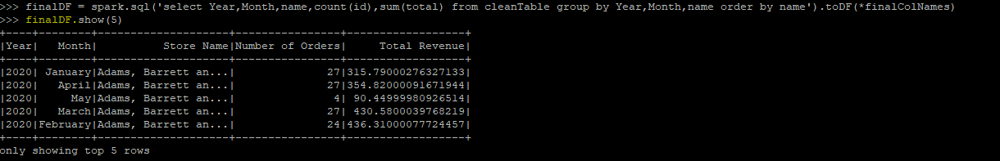 >>> finalDF = spark.sql('select Year,Month,name,count(id),sum(total) from cleanTable group by Year,Month,name order by name').toDF(*finalColNames)
>>> finalDF.show(5)
+----+--------+--------------------+----------------+------------------+
|Year|   Month|          Store Name|Number of Orders|     Total Revenue|
+----+--------+--------------------+----------------+------------------+
|2020| January|Adams, Barrett an...|              27|315.79000276327133|
|2020|   April|Adams, Barrett an...|              27|354.82000091671944|
|2020|     May|Adams, Barrett an...|               4| 90.44999980926514|
|2020|   March|Adams, Barrett an...|              27| 430.5800039768219|
|2020|February|Adams, Barrett an...|              24|436.31000077724457|
+----+--------+--------------------+----------------+------------------+
only showing top 5 rows